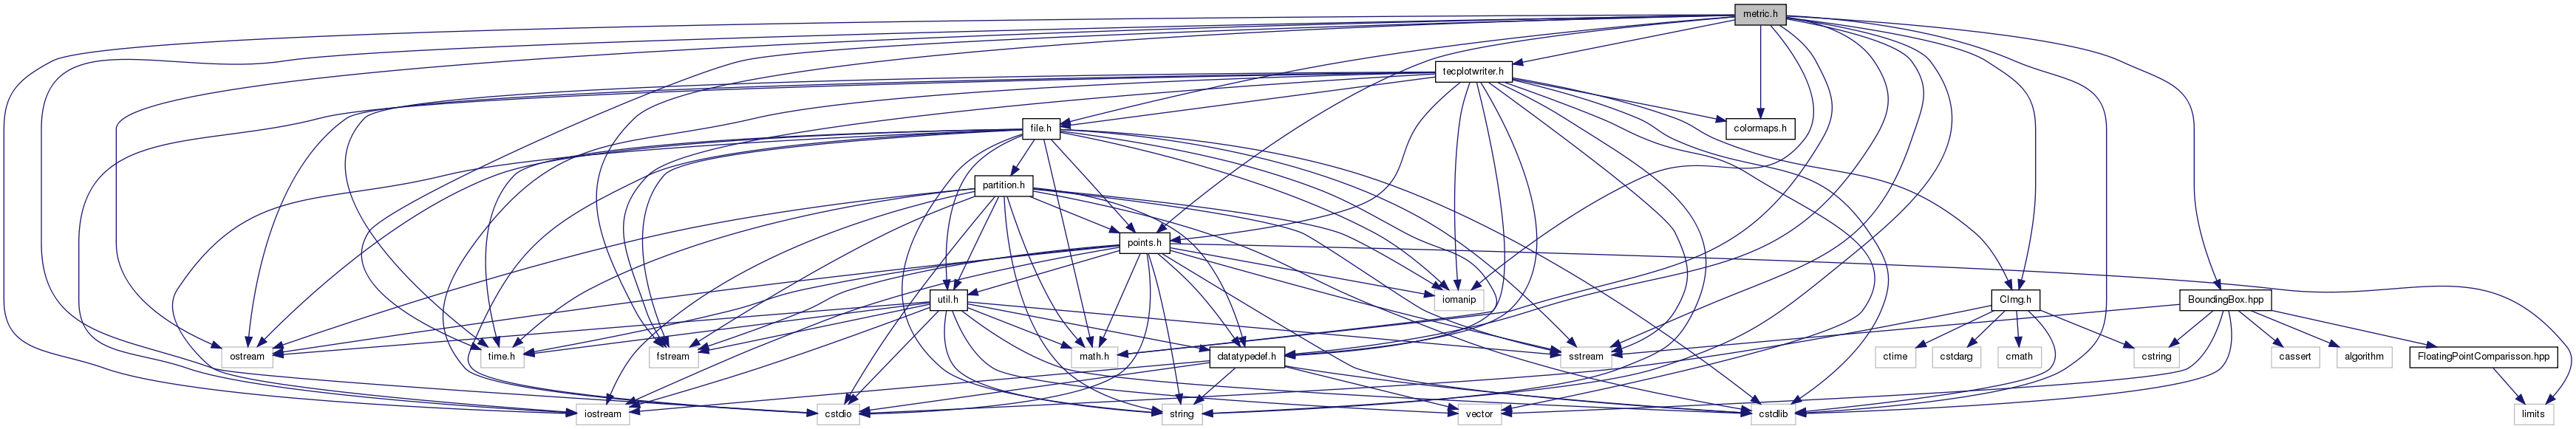 metric.h
tecplotwriter.h
file.h
colormaps.h
partition.h
points.h
util.h
iomanip
CImg.h
BoundingBox.hpp
ostream
time.h
fstream
math.h
datatypedef.h
sstream
ctime
cstdarg
cmath
cstring
cassert
algorithm
FloatingPointComparisson.hpp
iostream
cstdio
string
vector
cstdlib
limits